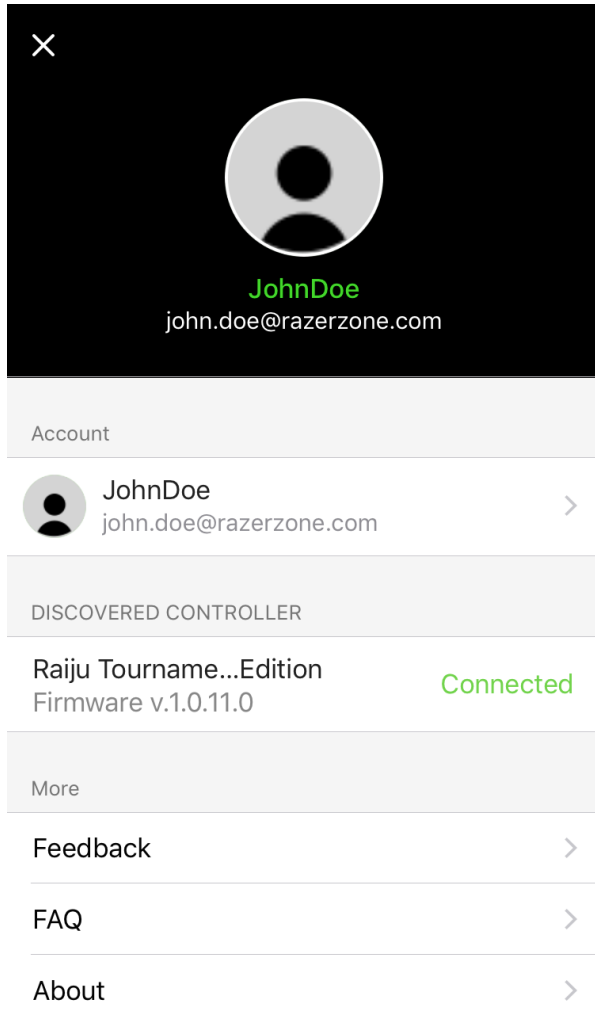 JohnDoe
john.doe@razerzone.com
Account
JohnDoe
john.doe@razerzone.com
DISCOVERED CONTROLLER
Raiju Tourname...Edition
Connected
Firmware v.1.0.11.0
More
Feedback
FAQ
About